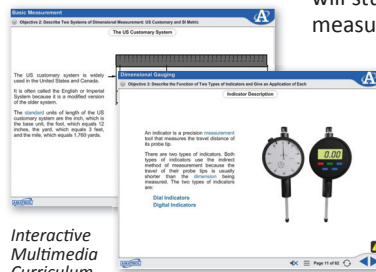 will stu
measu
Basic Measurement
Objective 2: Describe Two Systems of Dimensional Measurement: US Customary and SI Metric
The US Customary System
The US customary system is widely
used in the United States and Canada.
It is often called the English or Imperial
System because it is a modified version
of the older system.
The standard units of length of the US
customary system are the inch, which is
the base unit, the foot, which equals 12
inches, the yard, which equals 3 feet,
and the mile, which equals 1,760 yards.
AMATROL
Dimensional Gauging
Objective 2: Describe the Function of Two Types of Indicators and Give an Application of Each
Indicator Description
An indicator is a precision measurement
tool that measures the travel distance of
its probe tip.
There are two types of indicators. Both
types of indicators use the indirect
method of measurement because the
travel of their probe tips is usually
shorter than the dimension being
measured. The two types of indicators
are:
Dial Indicators
Digital Indicators
0.00
AMATROL
Page 11 of 62
Interactive
Multimedia
Curriculum